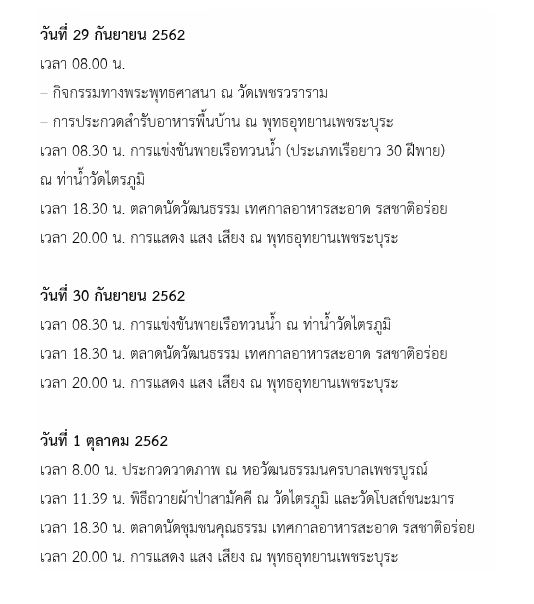 วันที่ 29 กันยายน 2562
เวลา 08.00 น.
– กิจกรรมทางพระพุทธศาสนา ณ วัดเพชรวราราม
– การประกวดสำรับอาหารพื้นบ้าน ณ พุทธอุทยานเพชบุระ
เวลา 08.30 น. การแข่งขันพายเรือทวนน้ำ (ประเภทเรือยาว 30 ฝีพาย)
ณ ท่าน้ำวัดไตรภูมิ
เวลา 18.30 น. ตลาดนัดวัฒนธรรม เทศกาลอาหารสะอาด รสชาติอร่อย
เวลา 20.00 น. การแสดง แสง เสียง ณ พุทธอุทยานเพชบุระ
วันที่ 30 กันยายน 2562
เวลา 08.30 น. การแข่งขันพายเรือทวนน้ำ ณ ท่าน้ำวัดไตรภูมิ
เวลา 18.30 น. ตลาดนัดวัฒนธรรม เทศกาลอาหารสะอาด รสชาติอร่อย
เวลา 20.00 น. การแสดง แสง เสียง ณ พุทธอุทยานเพชบุระ
วันที่ 1 ตุลาคม 2562
เวลา 8.00 น. ประกวดวาดภาพ ณ หอวัฒนธรรมนครบาลเพชรบูรณ์
เวลา 11.39 น. พิธีถวายผ้าป่าสามัคคี ณ วัดไตรภูมิ และวัดโบสถ์ชนะมาร
เวลา 18.30 น. ตลาดนัดชุมชนคุณธรรม เทศกาลอาหารสะอาด รสชาติอร่อย
เวลา 20.00 น. การแสดง แสง เสียง ณ พุทธอุทยานเพชบุระ